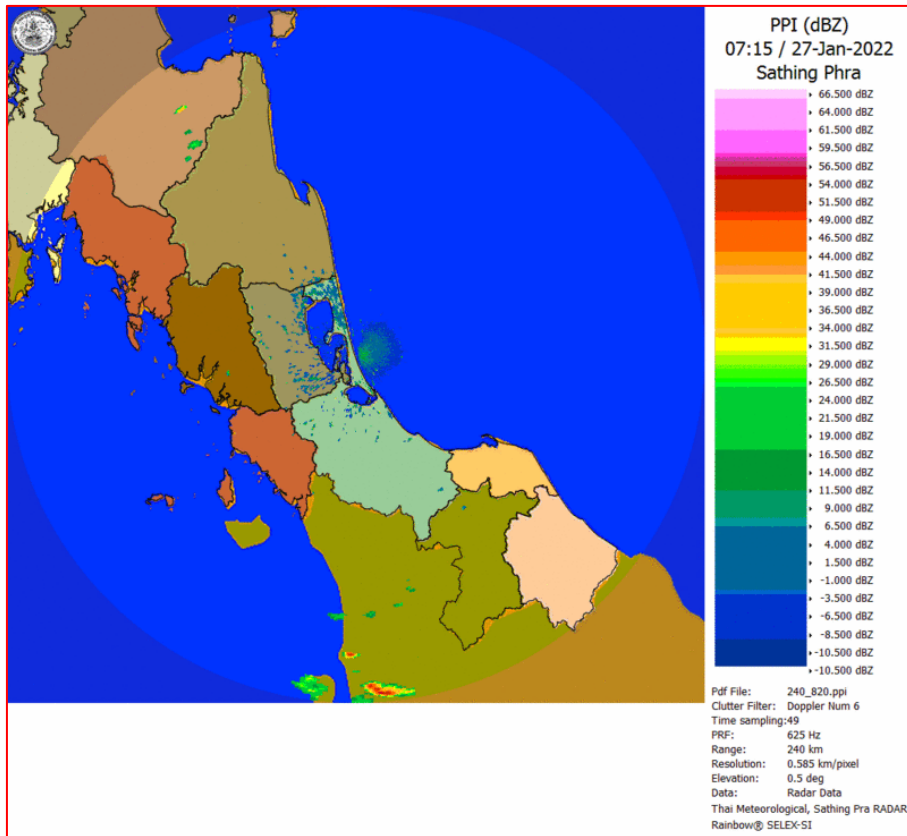 PPI (dBZ)
07:15 / 27-Jan-2022
Sathing Phra
66.500 dBZ
64.000 dBZ
61.500 dBZ
59.500 dBZ
56.500 dBZ
54.000 dBZ
51.500 dBZ
49.000 dBZ
46.500 dBZ
44.000 dBZ
41.500 dBZ
39.000 dBZ
36.500 dBZ
34.000 dBZ
31.500 dBZ
29.000 dBZ
26.500 dBZ
24.000 dBZ
21.500 dBZ
19.000 dBZ
16.500 dBZ
14.000 dBZ
11.500 dBZ
9.000 dBZ
6.500 dBZ
4.000 dBZ
1.500 dBZ
-1.000 dBZ
-3.500 dBZ
-6.500 dBZ
-8.500 dBZ
-10.500 dBZ
-10.500 dBZ
Pdf File: 240_820.ppi
Clutter Filter: Doppler Num 6
Time sampling:49
PRF: 625 Hz
Range: 240 km
Resolution: 0.585 km/pixel
Elevation: 0.5 deg
Data: Radar Data
Thai Meteorological, Sathing Pra RADAR
Rainbow® SELEX-SI